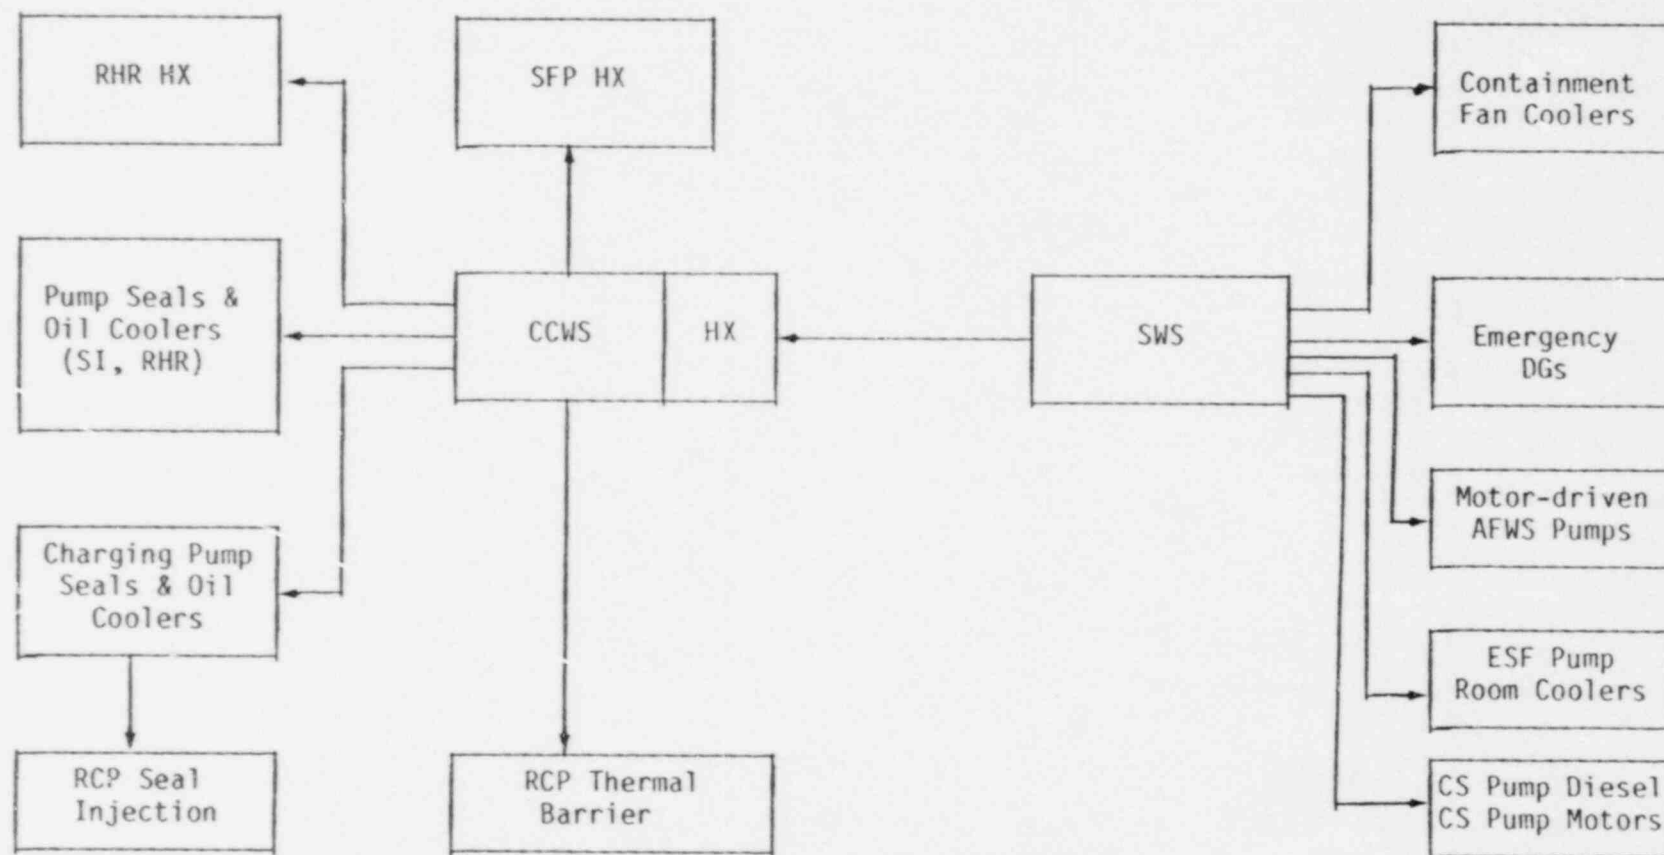 RHR HX
SFP HX
Containment
Fan Coolers
Pump Seals &
Oil Coolers
(SI, RHR)
CCWS
HX
SWS
Emergency
DGs
Motor-driven
AFWS Pumps
Charging Pump
Seals & Oil
Coolers
ESF Pump
Room Coolers
RCP Seal
Injection
RCP Thermal
Barrier
CS Pump Diesel
CS Pump Motors